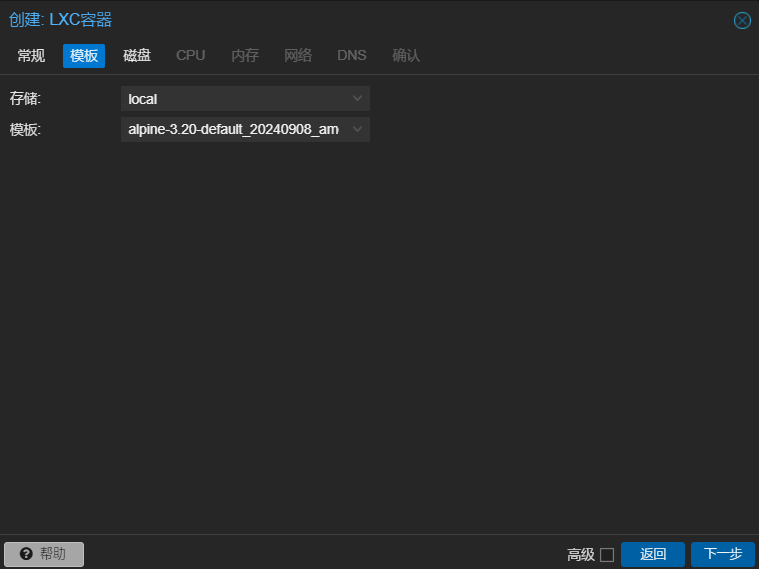 创建: LXC容器
常规 模板 磁盘 CPU 内存 网络 DNS 确认
存储: local
模板: alpine-3.20-default_20240908_am
帮助 高级 返回 下一步